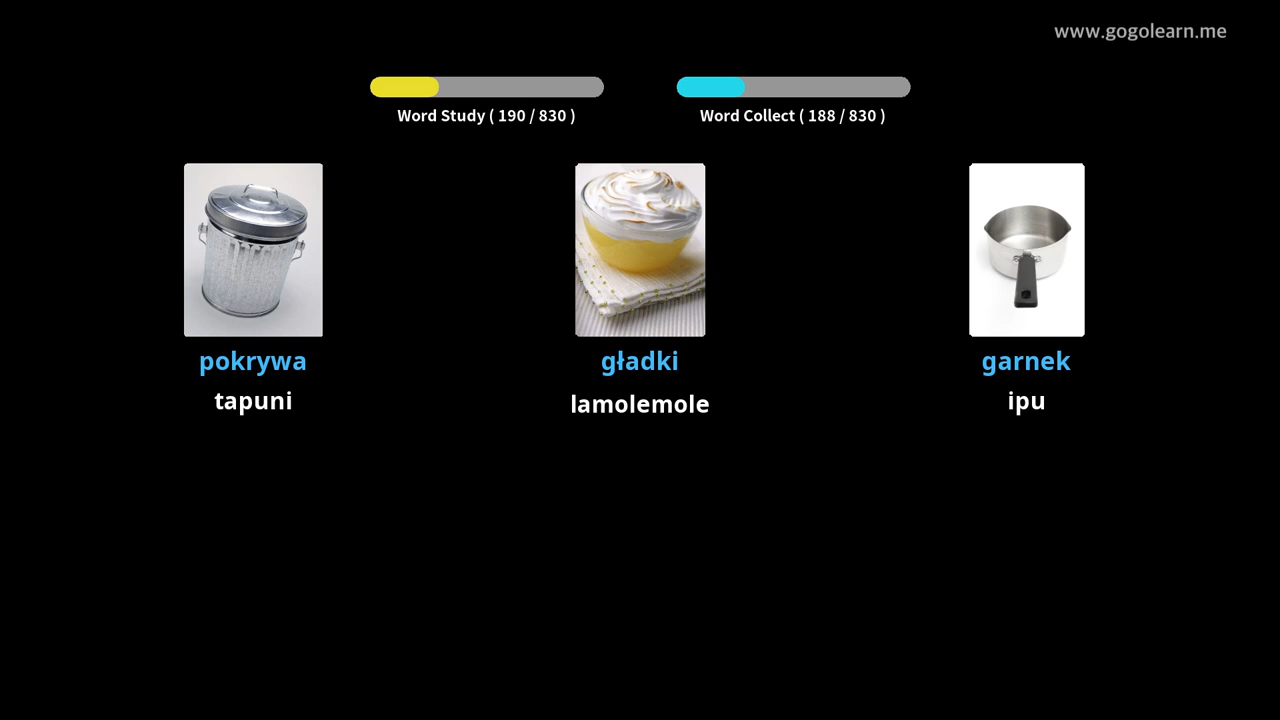 www.gogolearn.me
Word Study ( 190 / 830 )
Word Collect ( 188 / 830 )
pokrywa
gładki
garnek
tapuni
lamolemole
ipu